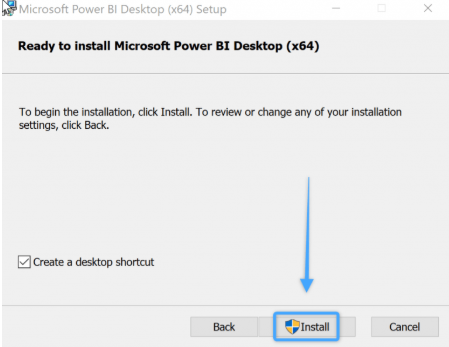 Microsoft Power BI Desktop (x64) Setup
Ready to install Microsoft Power BI Desktop (x64)
To begin the installation, click Install. To review or change any of your installation
settings, click Back.
Create a desktop shortcut
Back Install Cancel